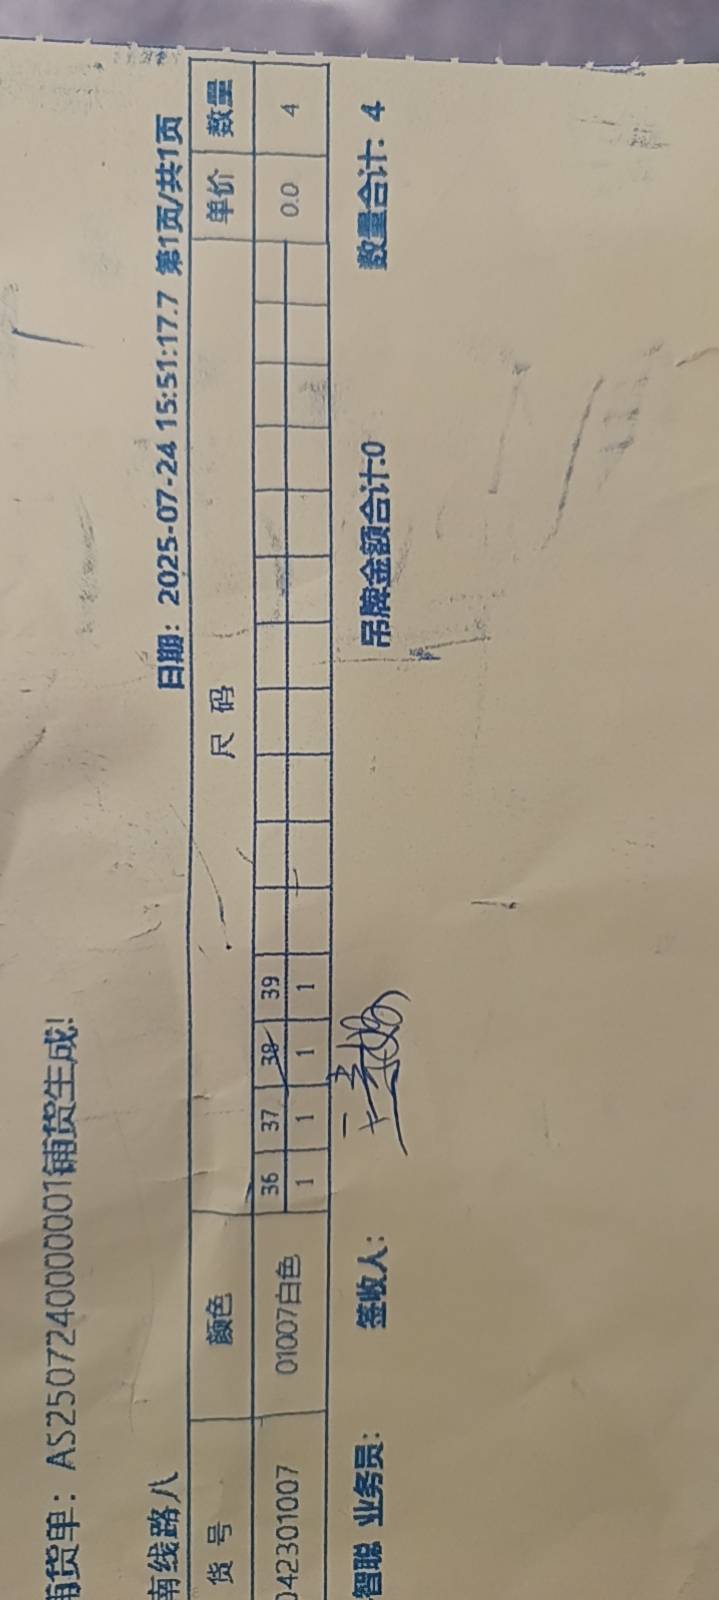 铺货单：AS250724000001铺货生成!
南线路八 日期：2025-07-24 15:51:17.7 第1页/共1页
货号 颜色 尺码 单价 数量
042301007 01007白色 36 37 38 39 0.0 4
1 1 1 1
智聪 业务员： 签收人： 吊牌金额合计:0 数量合计: 4